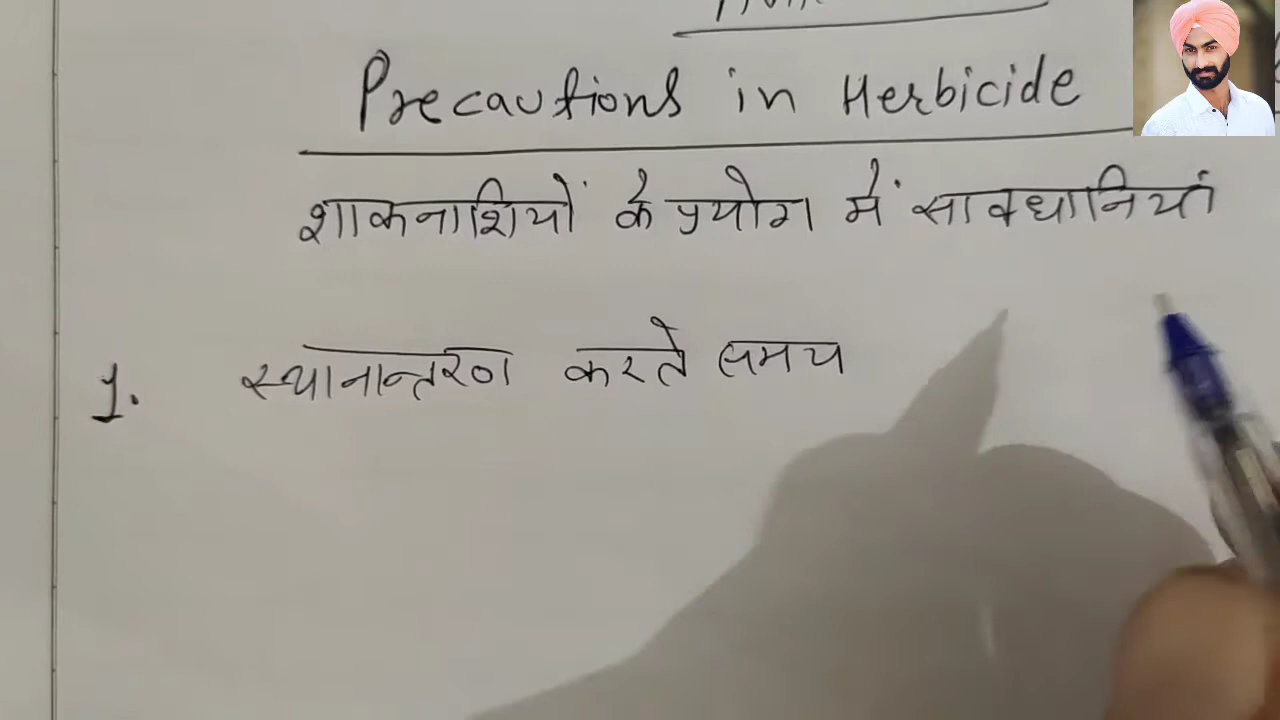 Precautions in Herbicide
शाकनाशियों के प्रयोग में सावधानियां
1. स्थानान्तरण करते समय